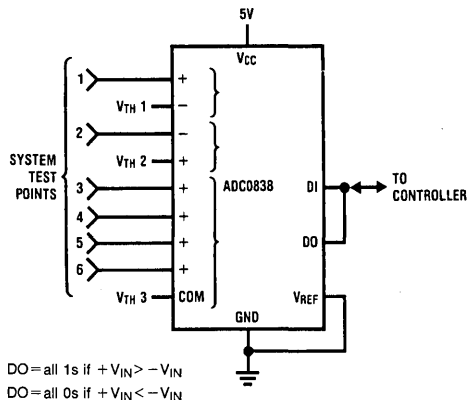 5V
VCC
1 +
VTH 1 −
2 −
VTH 2 +
SYSTEM
TEST
POINTS
3 +
4 +
5 +
6 +
VTH 3 COM
ADC0838
DI
TO
CONTROLLER
DO
VREF
GND
DO=all 1s if +VIN> −VIN
DO=all 0s if +VIN< −VIN